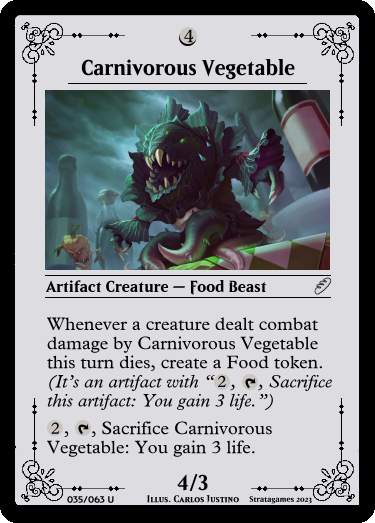 4
Carnivorous Vegetable
Artifact Creature — Food Beast
Whenever a creature dealt combat
damage by Carnivorous Vegetable
this turn dies, create a Food token.
(It's an artifact with “2, , Sacrifice
this artifact: You gain 3 life.”)
2, , Sacrifice Carnivorous
Vegetable: You gain 3 life.
4/3
035/063 U Illus. Carlos Justino Stratagames 2023